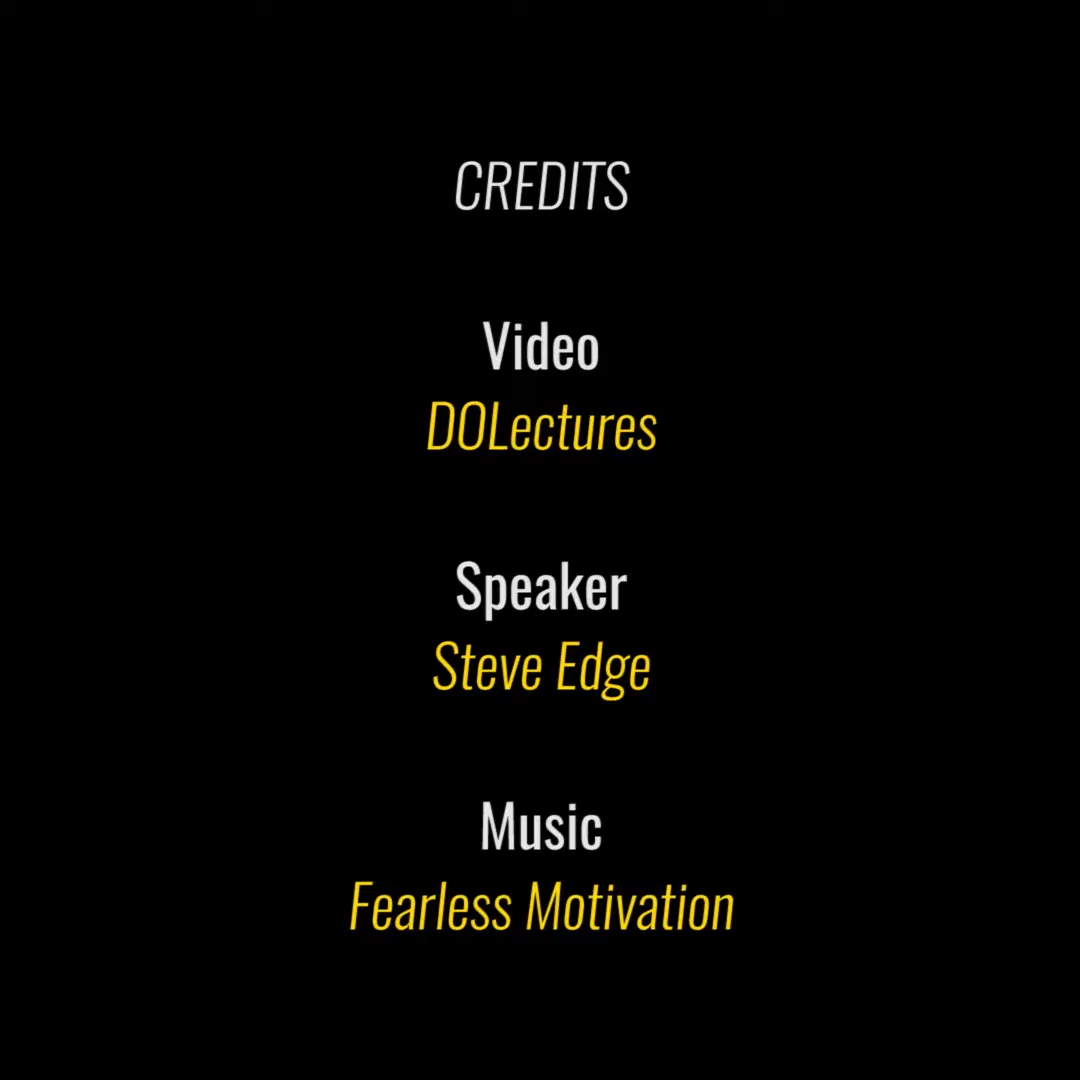 CREDITS
Video
DOLectures
Speaker
Steve Edge
Music
Fearless Motivation